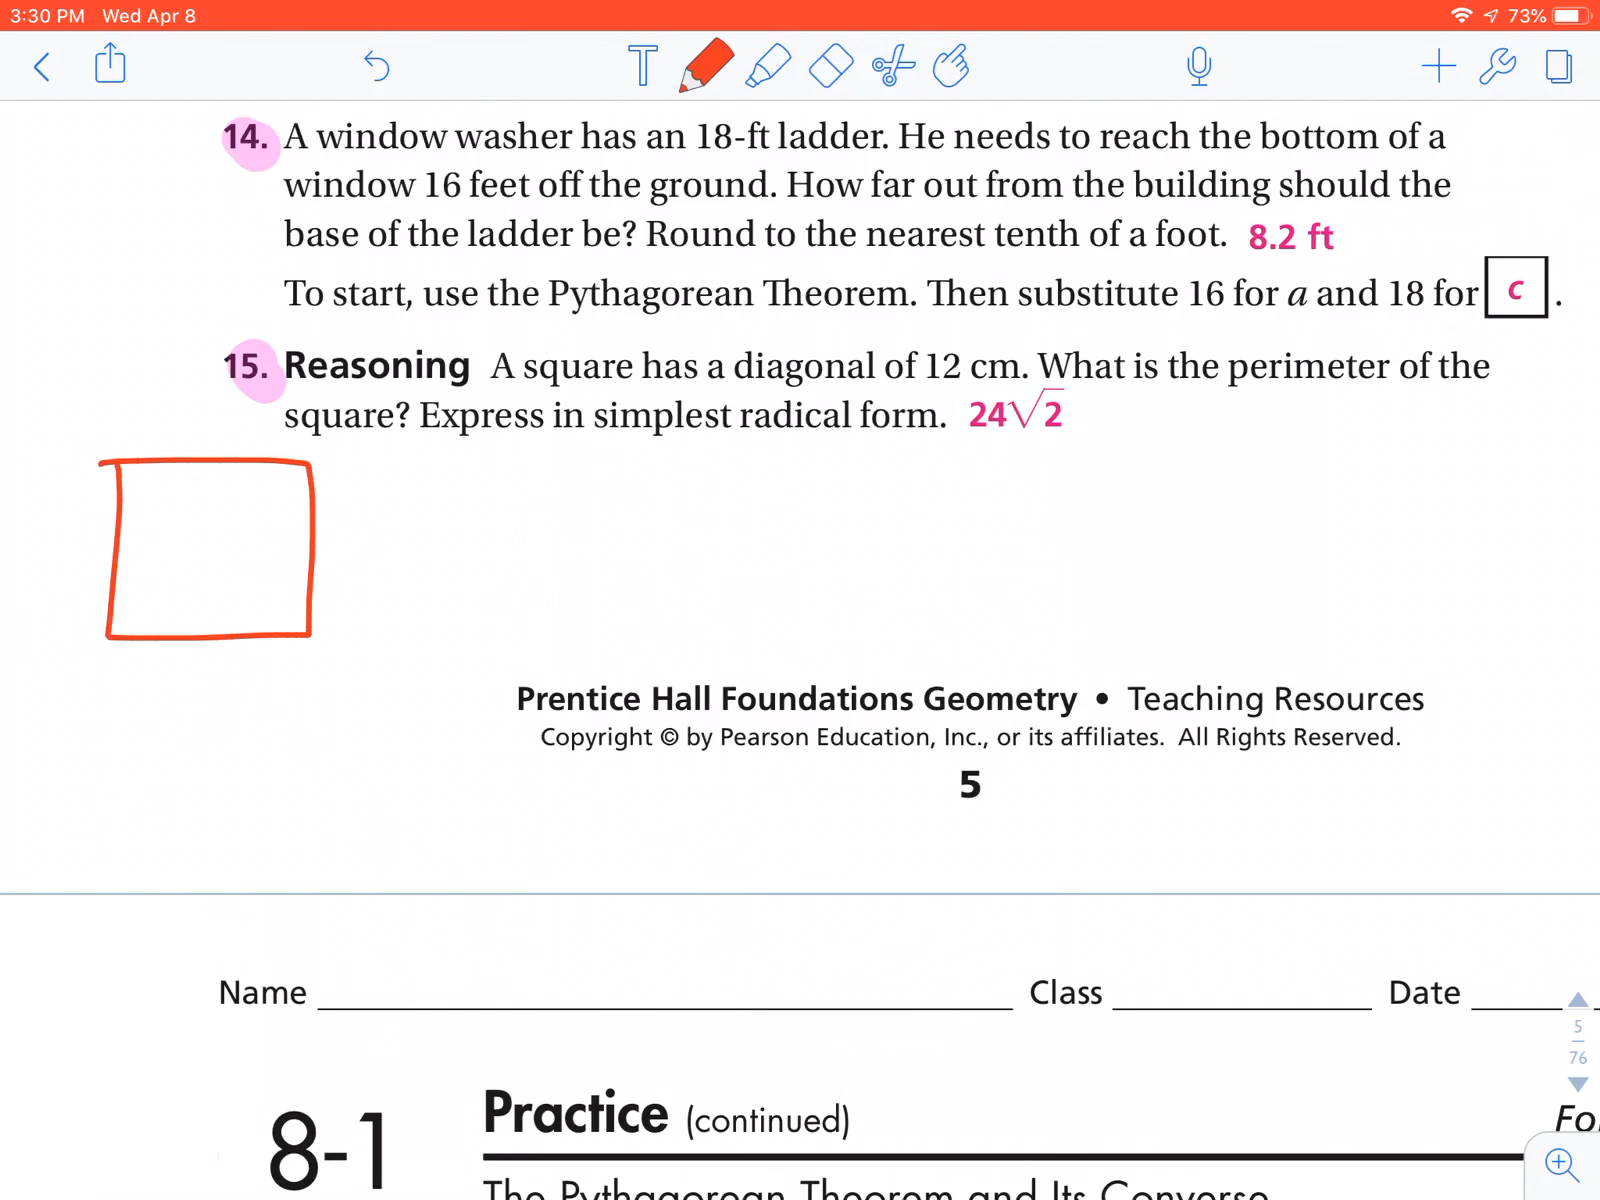 3:30 PM Wed Apr 8 73%
T
14. A window washer has an 18-ft ladder. He needs to reach the bottom of a
window 16 feet off the ground. How far out from the building should the
base of the ladder be? Round to the nearest tenth of a foot. 8.2 ft
To start, use the Pythagorean Theorem. Then substitute 16 for a and 18 for c .
15. Reasoning A square has a diagonal of 12 cm. What is the perimeter of the
square? Express in simplest radical form. 24√2
Prentice Hall Foundations Geometry • Teaching Resources
Copyright © by Pearson Education, Inc., or its affiliates. All Rights Reserved.
5
Name Class Date
5
76
Practice (continued)
Fo
8-1
The Pythagorean Theorem and Its Converse